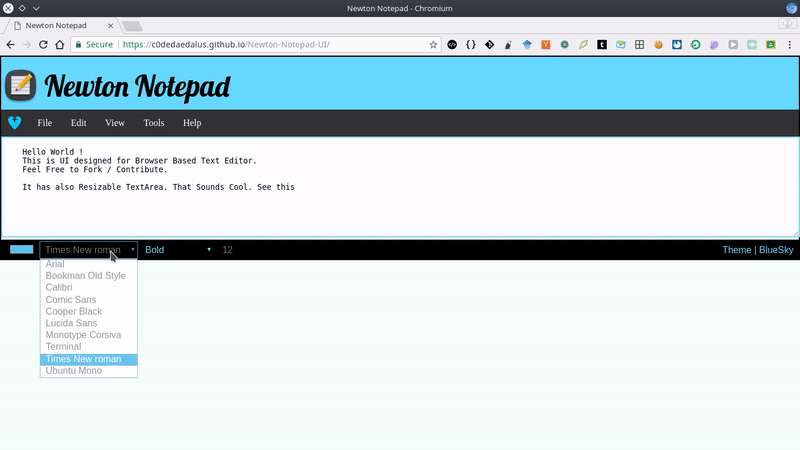 Newton Notepad - Chromium
Newton Notepad
Secure https://c0dedaedalus.github.io/Newton-Notepad-UI/
Newton Notepad
File Edit View Tools Help
Hello World !
This is UI designed for Browser Based Text Editor.
Feel Free to Fork / Contribute.
It has also Resizable TextArea. That Sounds Cool. See this
Times New roman Bold 12 Theme | BlueSky
Arial
Bookman Old Style
Calibri
Comic Sans
Cooper Black
Lucida Sans
Monotype Corsiva
Terminal
Times New roman
Ubuntu Mono